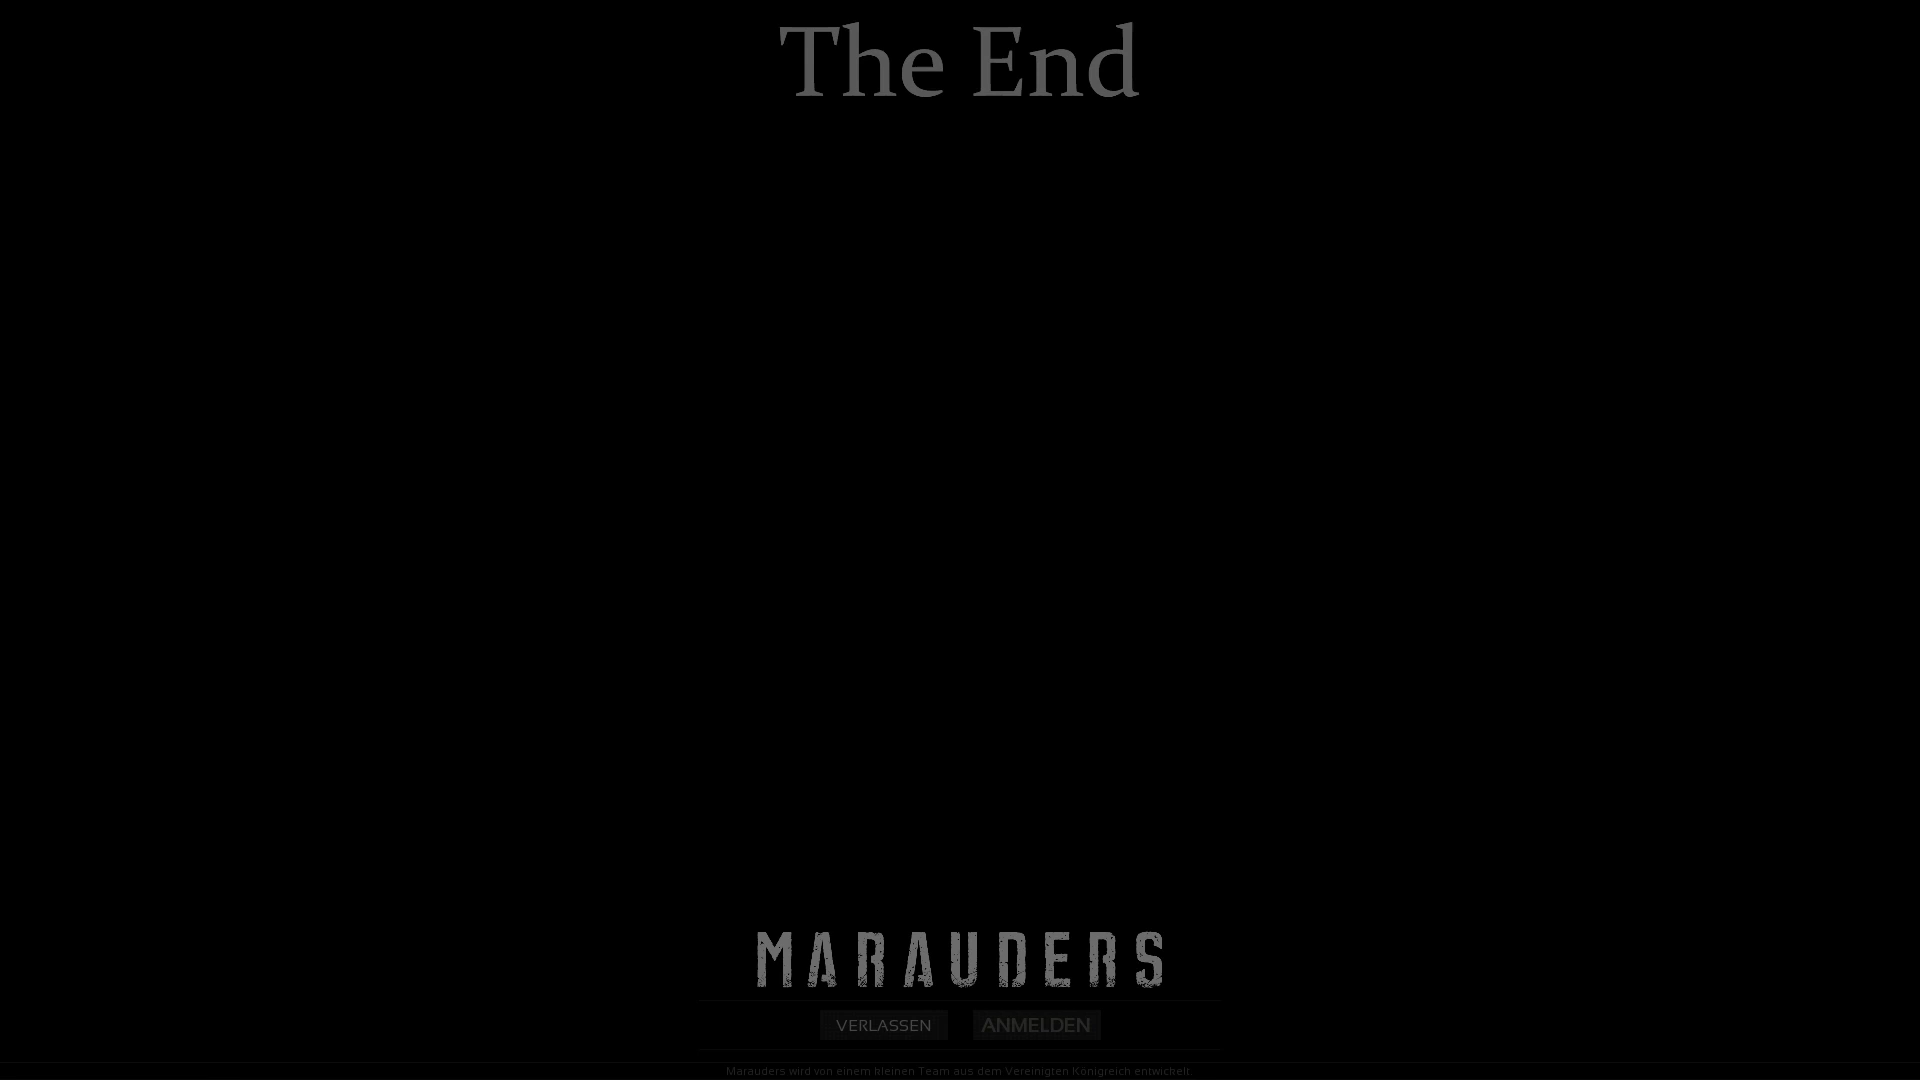 The End
MARAUDERS
VERLASSEN ANMELDEN
Marauders wird von einem kleinen Team aus dem Vereinigten Königreich entwickelt.